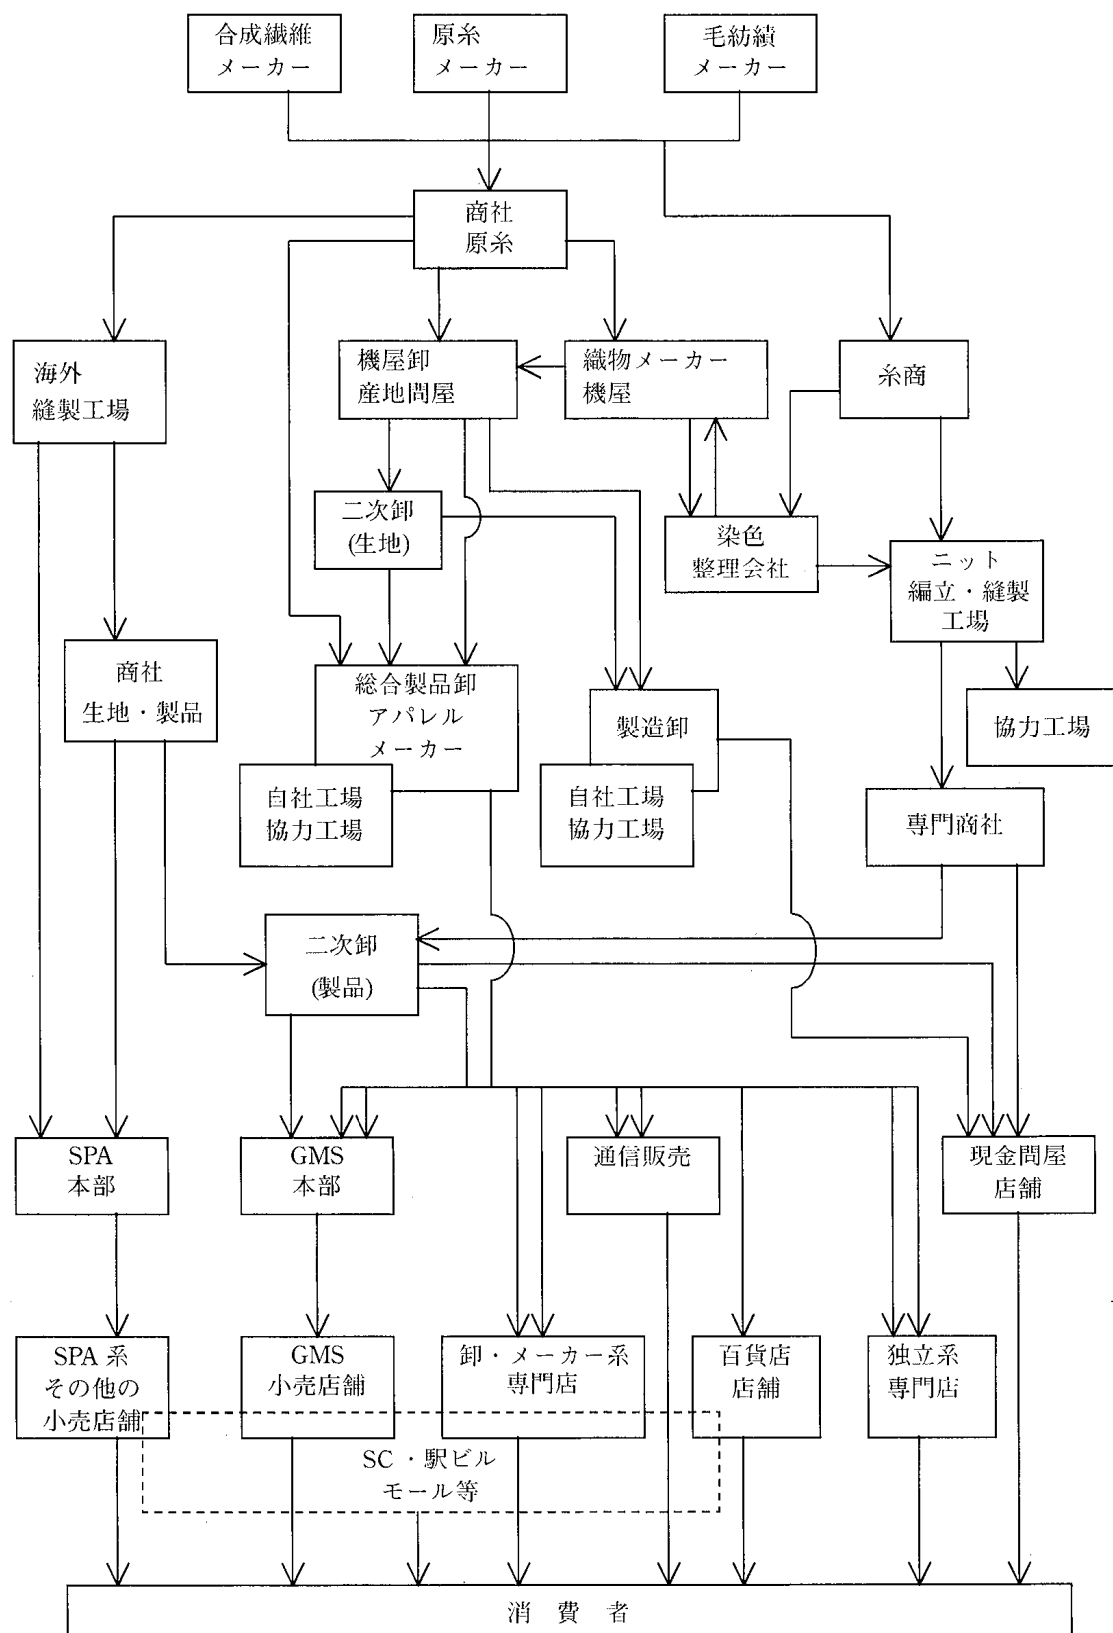 合成繊維
メーカー
原糸
メーカー
毛紡績
メーカー
商社
原糸
海外
縫製工場
機屋卸
産地問屋
織物メーカー
機屋
糸商
二次卸
(生地)
染色
整理会社
ニット
編立・縫製
工場
商社
生地・製品
総合製品卸
アパレル
メーカー
自社工場
協力工場
製造卸
自社工場
協力工場
協力工場
専門商社
二次卸
(製品)
SPA
本部
GMS
本部
通信販売
現金問屋
店舗
SPA 系
その他の
小売店舗
GMS
小売店舗
卸・メーカー系
専門店
百貨店
店舗
独立系
専門店
SC・駅ビル
モール等
消 費 者